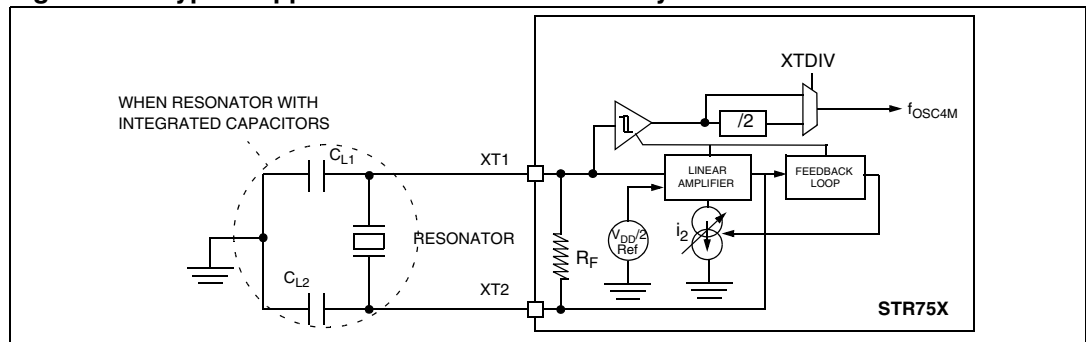 XTDIV
WHEN RESONATOR WITH
INTEGRATED CAPACITORS
/2
fOSC4M
CL1
XT1
LINEAR
AMPLIFIER
FEEDBACK
LOOP
RESONATOR
RF
VDD/2
Ref
i2
CL2
XT2
STR75X